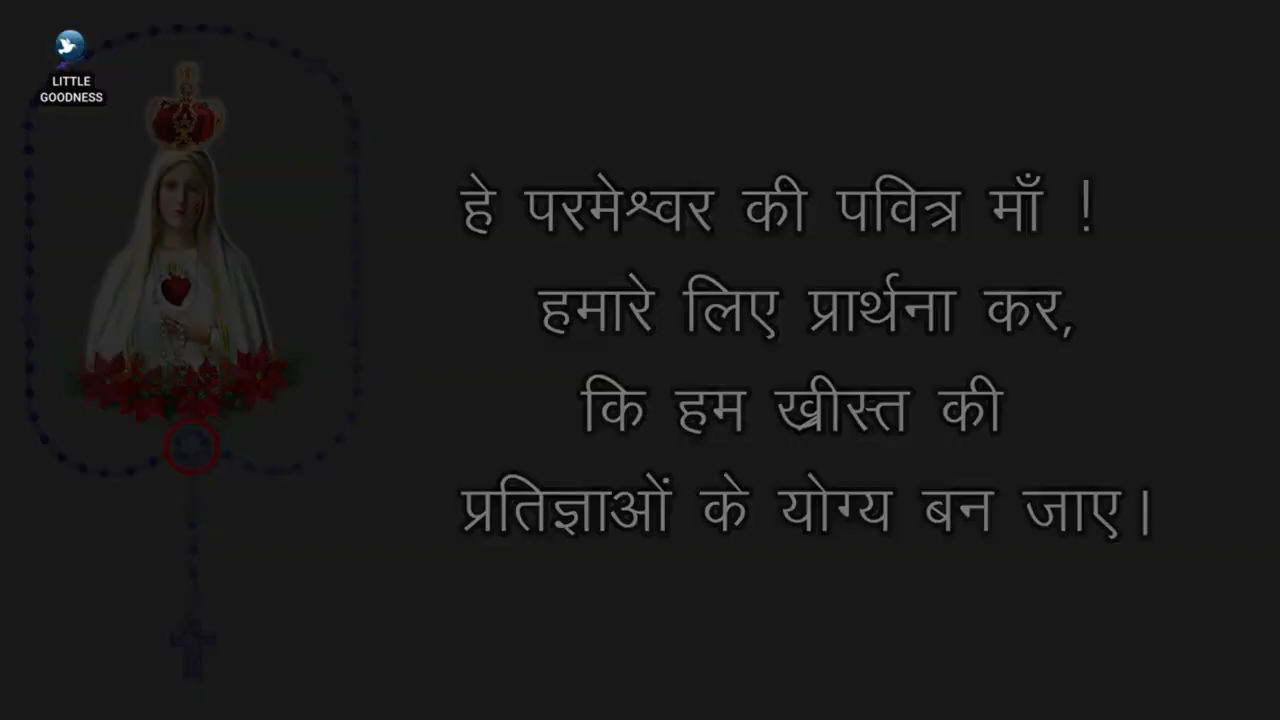 LITTLE
GOODNESS
हे परमेश्वर की पवित्र माँ !
हमारे लिए प्रार्थना कर,
कि हम ख्रीस्त की
प्रतिज्ञाओं के योग्य बन जाए।